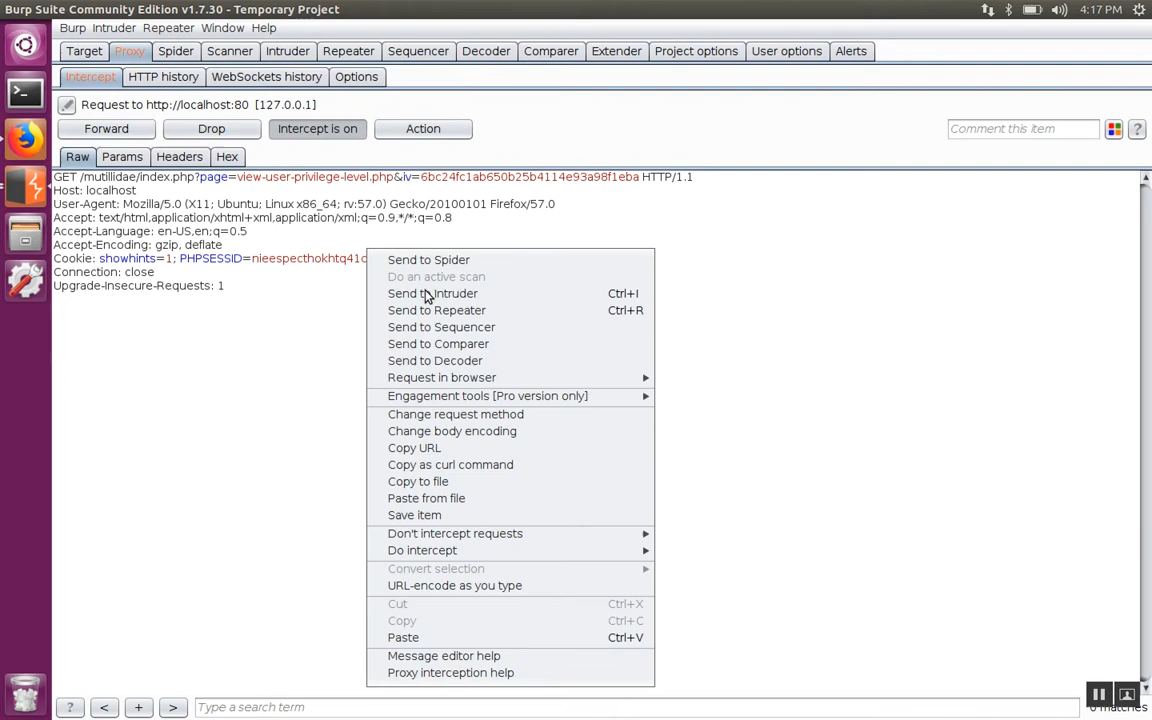 Burp Suite Community Edition v1.7.30 - Temporary Project
4:17 PM
Burp Intruder Repeater Window Help
Target Proxy Spider Scanner Intruder Repeater Sequencer Decoder Comparer Extender Project options User options Alerts
Intercept HTTP history WebSockets history Options
Request to http://localhost:80 [127.0.0.1]
Forward Drop Intercept is on Action Comment this item ?
Raw Params Headers Hex
GET /mutillidae/index.php?page=view-user-privilege-level.php&iv=6bc24fc1ab650b25b4114e93a98f1eba HTTP/1.1
Host: localhost
User-Agent: Mozilla/5.0 (X11; Ubuntu; Linux x86_64; rv:57.0) Gecko/20100101 Firefox/57.0
Accept: text/html,application/xhtml+xml,application/xml;q=0.9,*/*;q=0.8
Accept-Language: en-US,en;q=0.5
Accept-Encoding: gzip, deflate
Cookie: showhints=1; PHPSESSID=nieespecthokhtq41c
Connection: close
Upgrade-Insecure-Requests: 1
Send to Spider
Do an active scan
Send to Intruder Ctrl+I
Send to Repeater Ctrl+R
Send to Sequencer
Send to Comparer
Send to Decoder
Request in browser
Engagement tools [Pro version only]
Change request method
Change body encoding
Copy URL
Copy as curl command
Copy to file
Paste from file
Save item
Don't intercept requests
Do intercept
Convert selection
URL-encode as you type
Cut Ctrl+X
Copy Ctrl+C
Paste Ctrl+V
Message editor help
Proxy interception help
? < + > Type a search term 0 matches